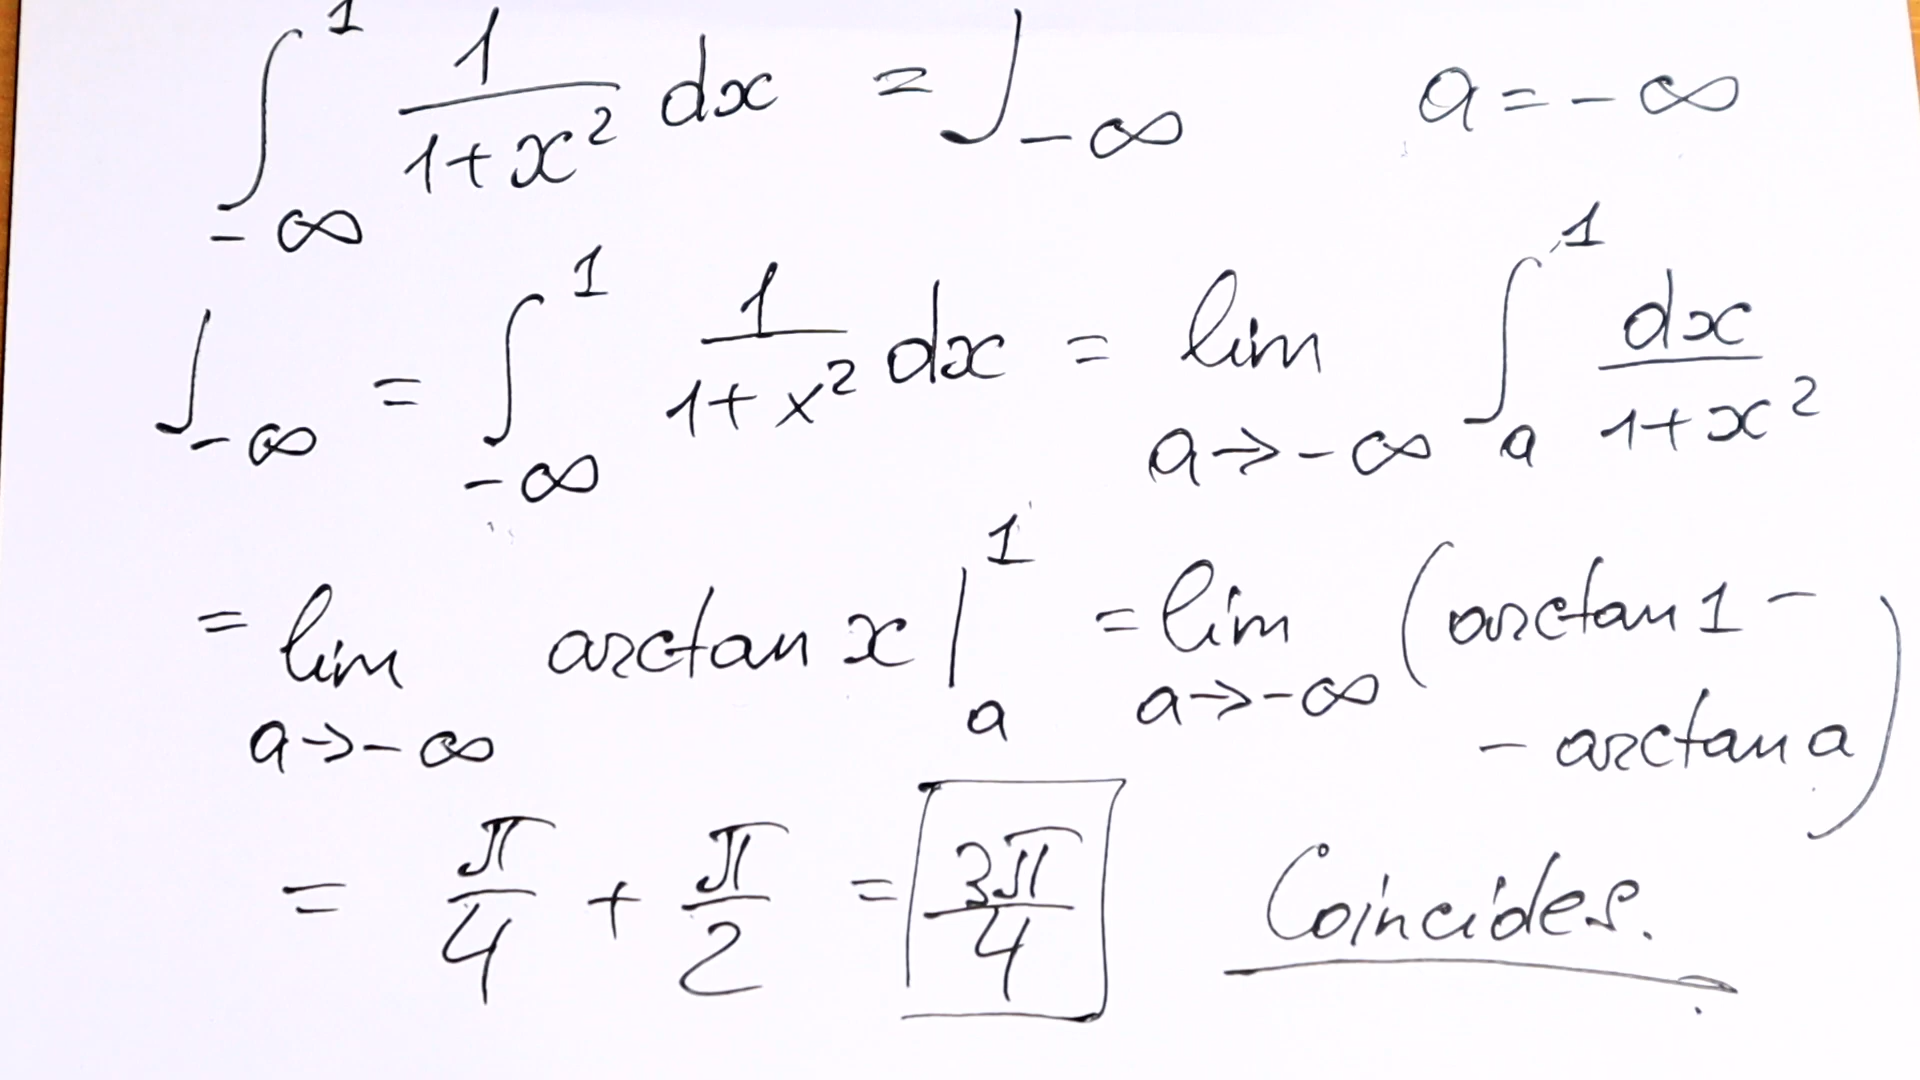 ∫_{-∞}^{1} 1/(1+x²) dx = J_{-∞}    a = -∞
J_{-∞} = ∫_{-∞}^{1} 1/(1+x²) dx = lim_{a→-∞} ∫_{a}^{1} dx/(1+x²)
= lim_{a→-∞} arctan x |_{a}^{1} = lim_{a→-∞} (arctan 1 -
- arctan a)
= π/4 + π/2 = 3π/4    Coincides.